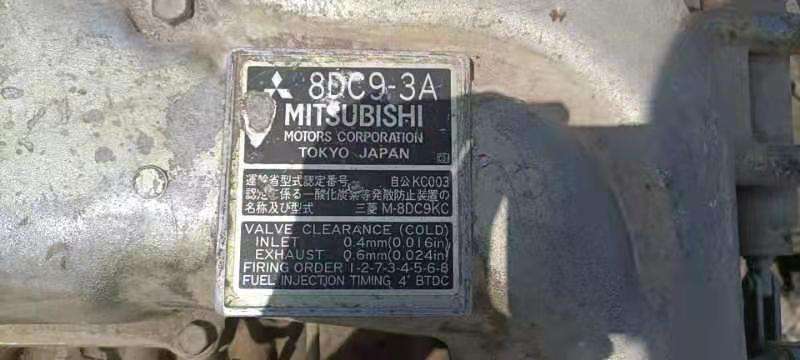 8DC9-3A
MITSUBISHI
MOTORS CORPORATION
TOKYO JAPAN
運輸省型式認定番号 自公KC003
認定に係る一酸化炭素等発散防止装置の
名称及び型式 三菱 M-8DC9KC
VALVE CLEARANCE (COLD)
INLET 0.4mm(0.016in)
EXHAUST 0.6mm(0.024in)
FIRING ORDER 1-2-7-3-4-5-6-8
FUEL INJECTION TIMING 4° BTDC